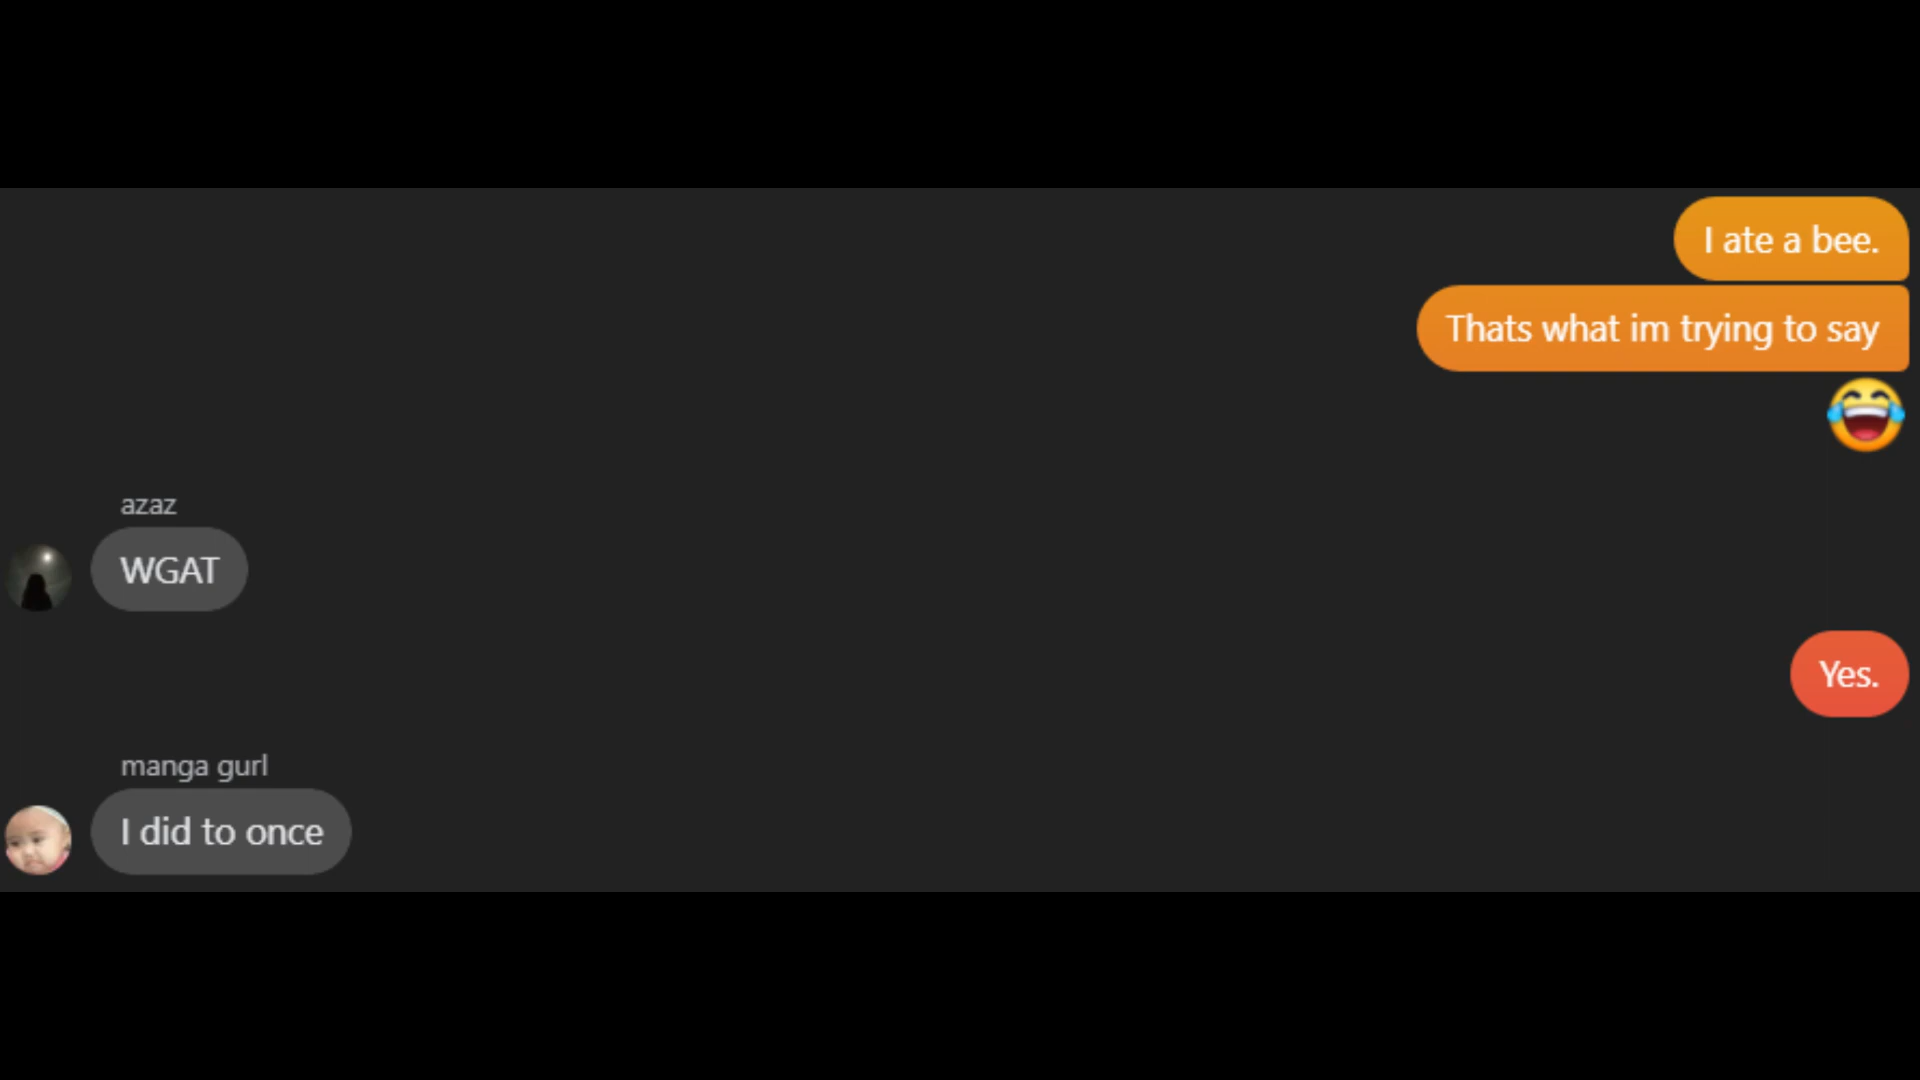 I ate a bee.
Thats what im trying to say
😂
azaz
WGAT
Yes.
manga gurl
I did to once